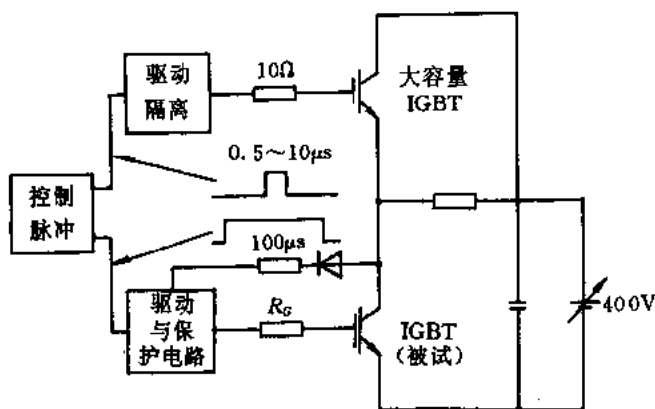 驱动
隔离
10Ω
大容量
IGBT
0.5～10μs
控制
脉冲
100μs
驱动
与保
护电路
R_G
IGBT
(被试)
400V